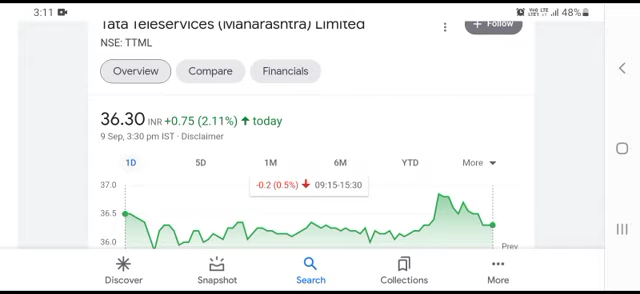 3:11 48%
Tata Teleservices (Maharashtra) Limited
+ Follow
NSE: TTML
Overview Compare Financials
36.30 INR +0.75 (2.11%) ↑ today
9 Sep, 3:30 pm IST · Disclaimer
1D 5D 1M 6M YTD More
-0.2 (0.5%) ↓ 09:15-15:30
37.0
36.5
36.0
Prev
Discover Snapshot Search Collections More